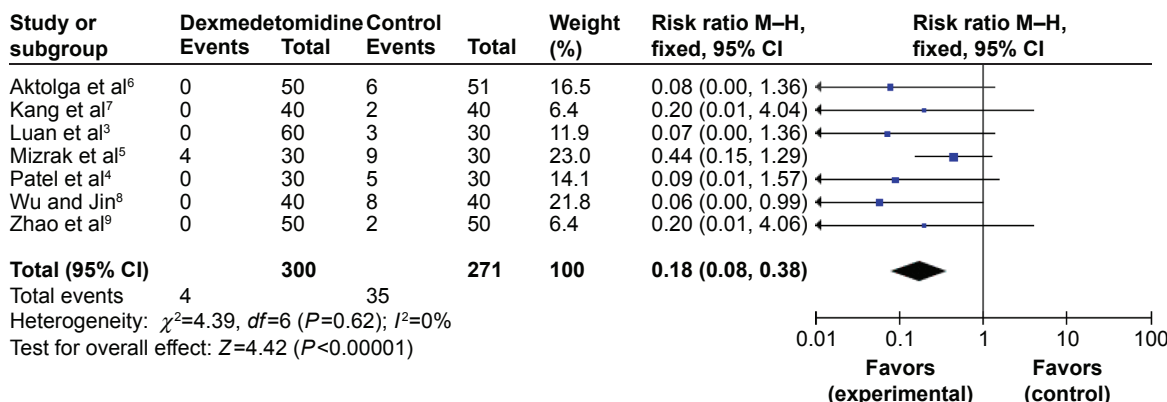 Study or subgroup Dexmedetomidine Control Weight (%) Risk ratio M–H, fixed, 95% CI Risk ratio M–H, fixed, 95% CI
Events Total Events Total
Aktolga et al⁶ 0 50 6 51 16.5 0.08 (0.00, 1.36)
Kang et al⁷ 0 40 2 40 6.4 0.20 (0.01, 4.04)
Luan et al³ 0 60 3 30 11.9 0.07 (0.00, 1.36)
Mizrak et al⁵ 4 30 9 30 23.0 0.44 (0.15, 1.29)
Patel et al⁴ 0 30 5 30 14.1 0.09 (0.01, 1.57)
Wu and Jin⁸ 0 40 8 40 21.8 0.06 (0.00, 0.99)
Zhao et al⁹ 0 50 2 50 6.4 0.20 (0.01, 4.06)
Total (95% CI) 300 271 100 0.18 (0.08, 0.38)
Total events 4 35
Heterogeneity: χ²=4.39, df=6 (P=0.62); I²=0%
Test for overall effect: Z=4.42 (P<0.00001)
0.01 0.1 1 10 100
Favors (experimental) Favors (control)